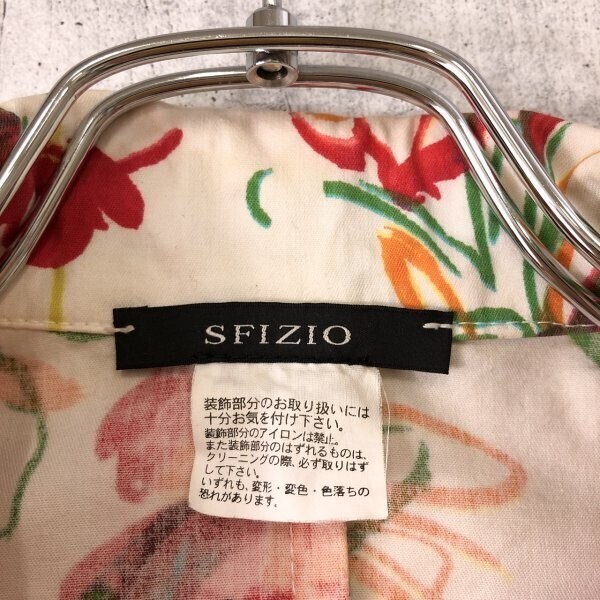 SFIZIO
装飾部分のお取り扱いには
十分お気を付け下さい。
装飾部分のアイロンは禁止。
また装飾部分のはずれるものは、
クリーニングの際、必ず取りはず
して下さい。
いずれも、変形・変色・色落ちの
恐れがあります。